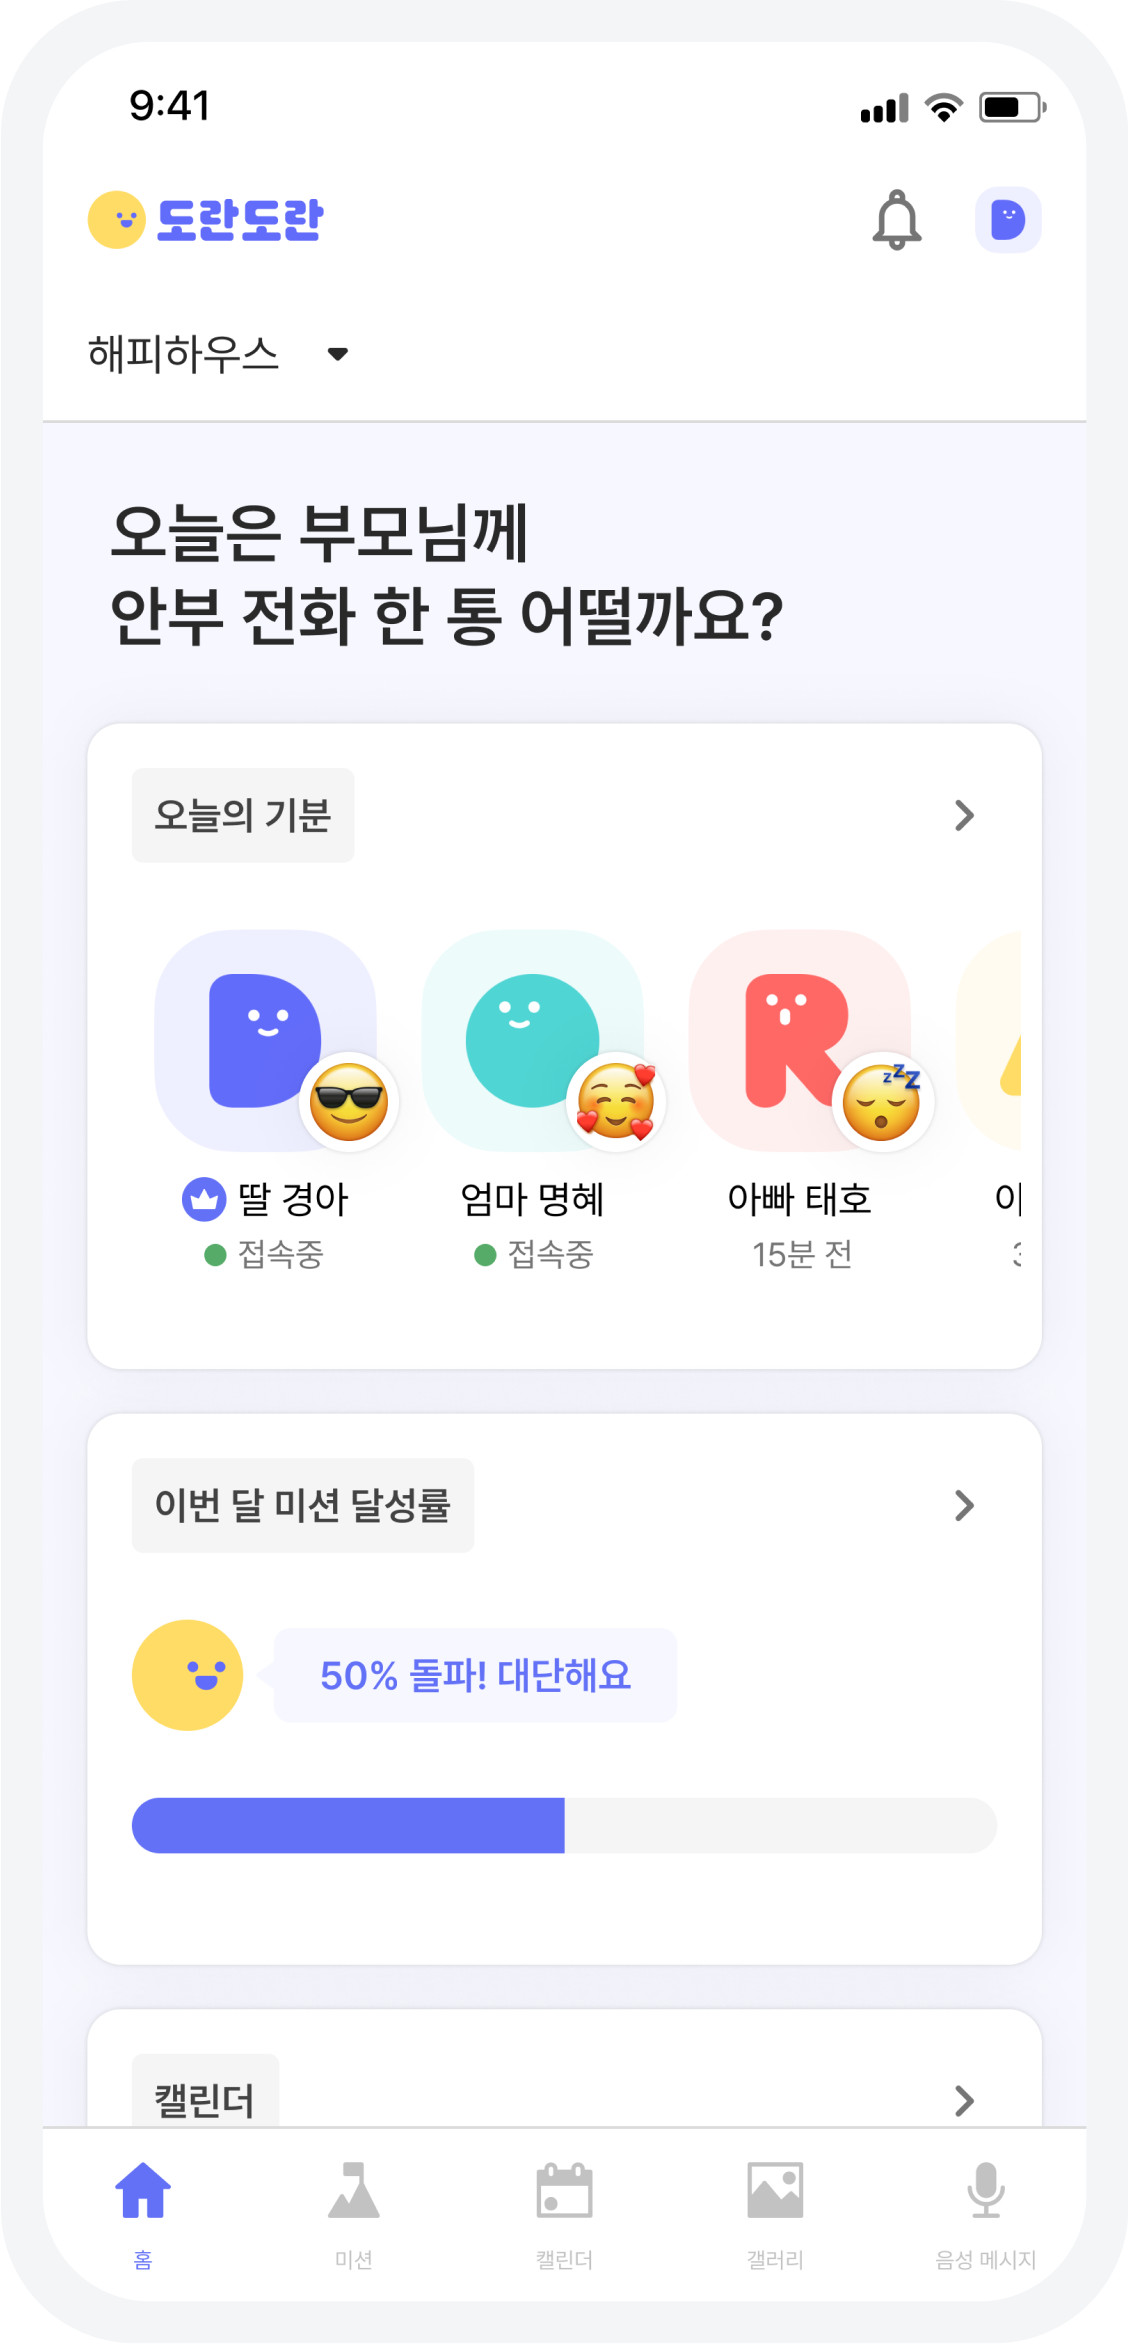 9:41
도란도란
해피하우스
오늘은 부모님께
안부 전화 한 통 어떨까요?
오늘의 기분
딸 경아
엄마 명혜
아빠 태호
접속중
접속중
15분 전
이번 달 미션 달성률
50% 돌파! 대단해요
캘린더
홈
미션
캘린더
갤러리
음성 메시지